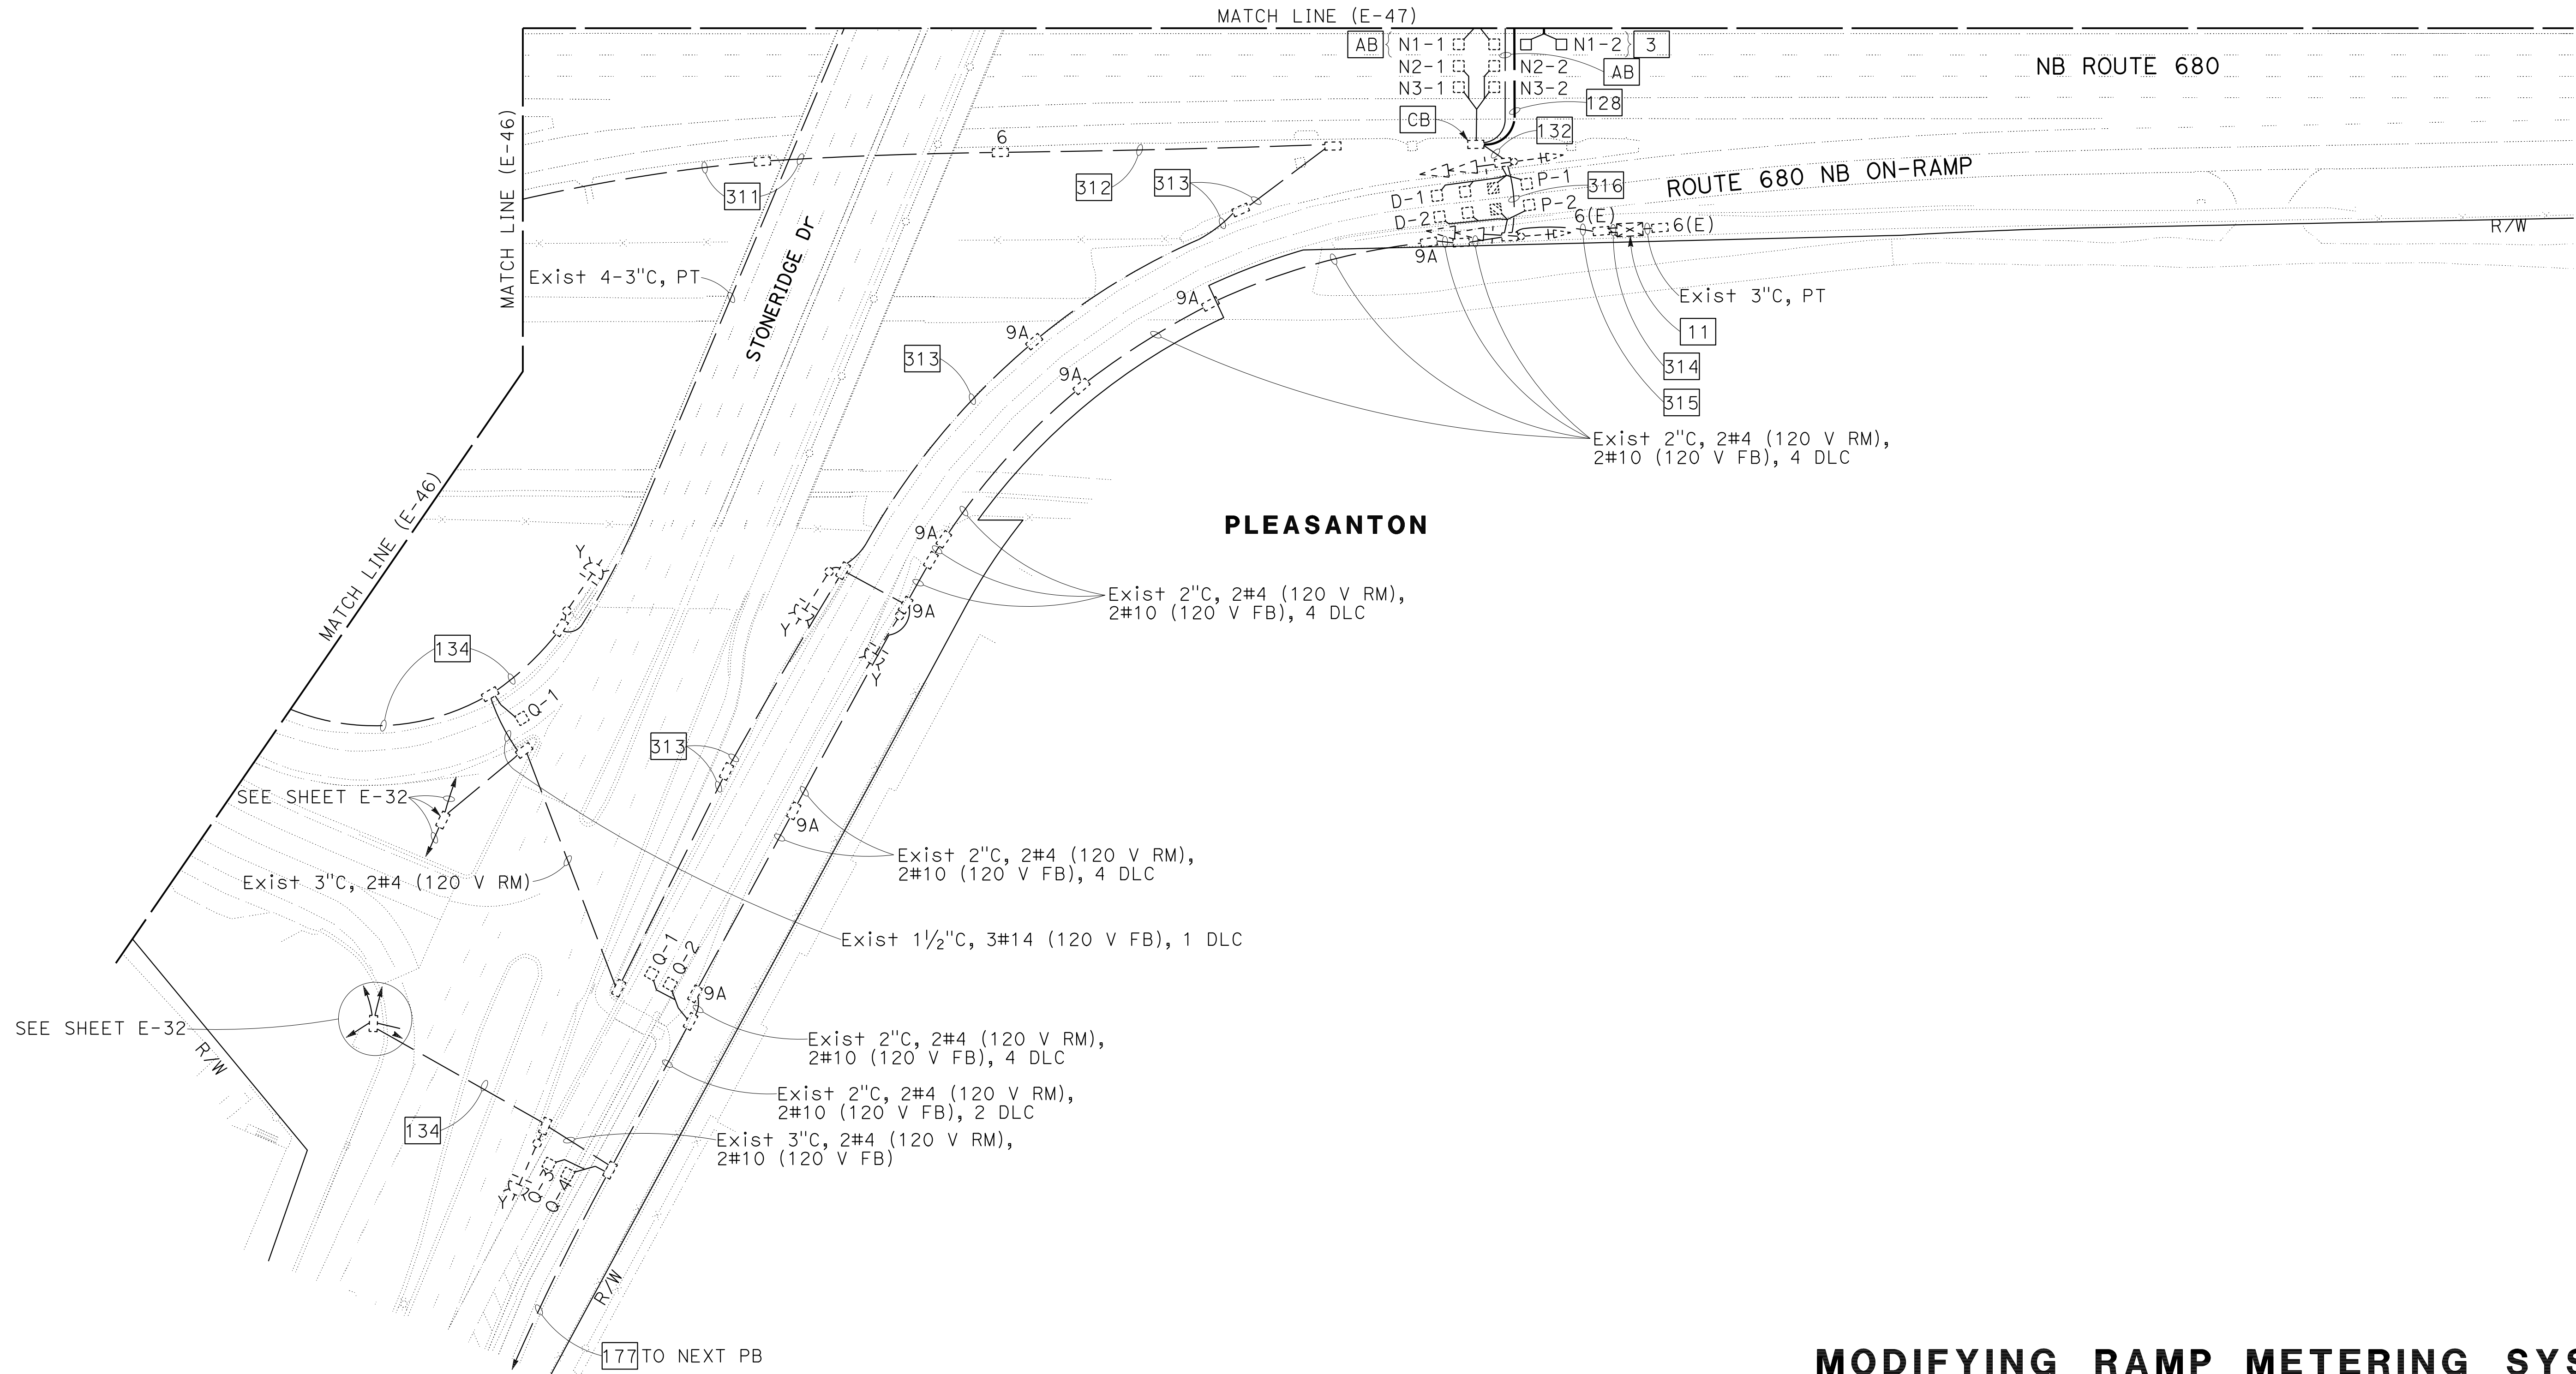 MATCH LINE (E-47)
AB N1-1 N1-2 3
N2-1 N2-2 AB
N3-1 N3-2
NB ROUTE 680
128
CB
132
MATCH LINE (E-46)
6
311
312
313
D-1 P-1 316
D-2 P-2
ROUTE 680 NB ON-RAMP
6(E)
6(E)
R/W
9A
STONERIDGE Dr
Exist 4-3"C, PT
Exist 3"C, PT
11
314
315
9A
9A
313
9A
Exist 2"C, 2#4 (120 V RM),
2#10 (120 V FB), 4 DLC
MATCH LINE (E-46)
PLEASANTON
9A
Y
Exist 2"C, 2#4 (120 V RM),
2#10 (120 V FB), 4 DLC
9A
Y
Y
134
Q-1
313
SEE SHEET E-32
9A
Exist 2"C, 2#4 (120 V RM),
2#10 (120 V FB), 4 DLC
Exist 3"C, 2#4 (120 V RM)
Exist 1½"C, 3#14 (120 V FB), 1 DLC
Q-1
Q-2
9A
SEE SHEET E-32
R/W
Exist 2"C, 2#4 (120 V RM),
2#10 (120 V FB), 4 DLC
Exist 2"C, 2#4 (120 V RM),
2#10 (120 V FB), 2 DLC
134
Exist 3"C, 2#4 (120 V RM),
2#10 (120 V FB)
Y
Q-3
Q-4
R/W
177 TO NEXT PB
MODIFYING RAMP METERING SYS